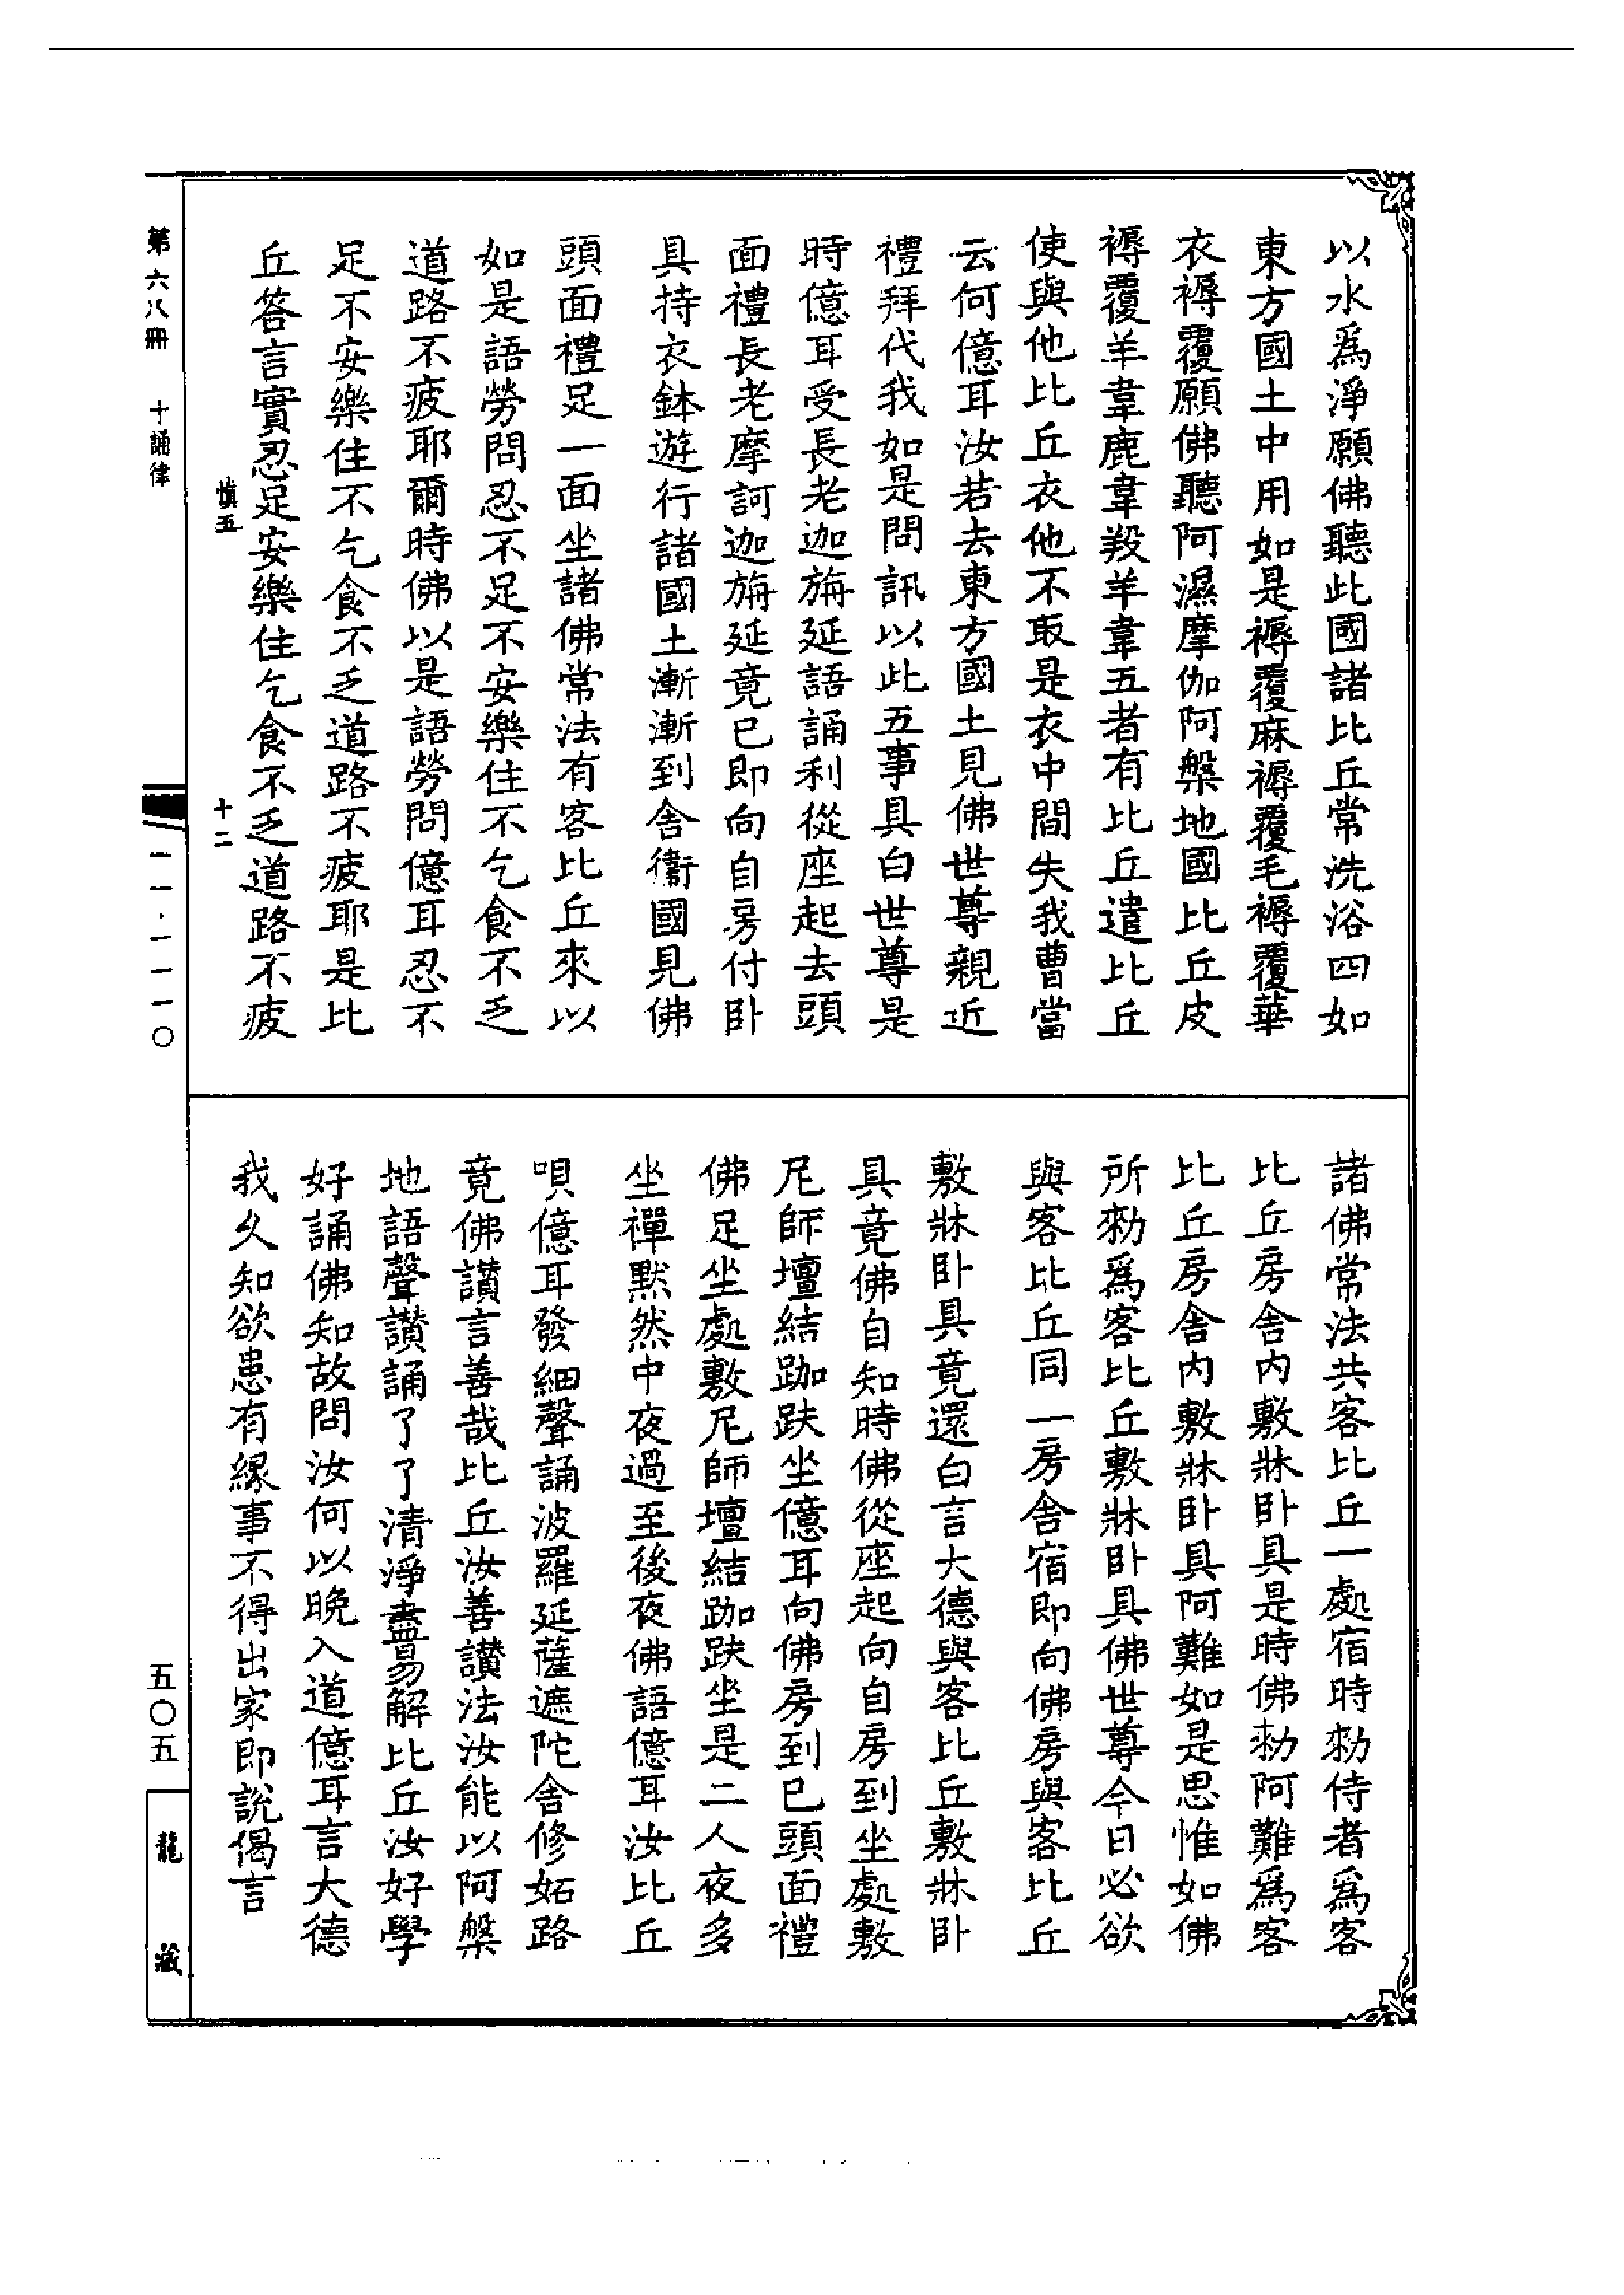 以水爲淨願佛聽此國諸比丘常洗浴四如
東方國土中用如是褥覆麻褥覆毛褥覆華
衣褥覆願佛聽阿濕摩伽阿槃地國比丘皮
褥覆羊韋鹿韋羖羊韋五者有比丘遣比丘
使與他比丘衣他不取是衣中間失我曹當
云何億耳汝若去東方國土見佛世尊親近
禮拜代我如是問訊以此五事具白世尊是
時億耳受長老迦旃延語誦利從座起去頭
面禮長老摩訶迦旃延竟已即向自房付卧
具持衣鉢遊行諸國土漸漸到舍衞國見佛
頭面禮足一面坐諸佛常法有客比丘來以
如是語勞問忍不足不安樂住不乞食不乏
道路不疲耶爾時佛以是語勞問億耳忍不
足不安樂住不乞食不乏道路不疲耶是比
丘答言實忍足安樂住乞食不乏道路不疲
慎五
十二
諸佛常法共客比丘一處宿時勑侍者爲客
比丘房舍内敷牀卧具是時佛勑阿難爲客
比丘房舍内敷牀卧具阿難如是思惟如佛
所勑爲客比丘敷牀卧具佛世尊今日必欲
與客比丘同一房舍宿即向佛房與客比丘
敷牀卧具竟還白言大德與客比丘敷牀卧
具竟佛自知時佛從座起向自房到坐處敷
尼師壇結跏趺坐億耳向佛房到已頭面禮
佛足坐處敷尼師壇結跏趺坐是二人夜多
坐禪默然中夜過至後夜佛語億耳汝比丘
唄億耳發細聲誦波羅延薩遮陀舍修妬路
竟佛讃言善哉比丘汝善讃法汝能以阿槃
地語聲讃誦了了清淨盡易解比丘汝好學
好誦佛知故問汝何以晚入道億耳言大德
我久知欲患有緣事不得出家即說偈言
第六八冊
十誦律
一一·一一一〇
五〇五
龍藏